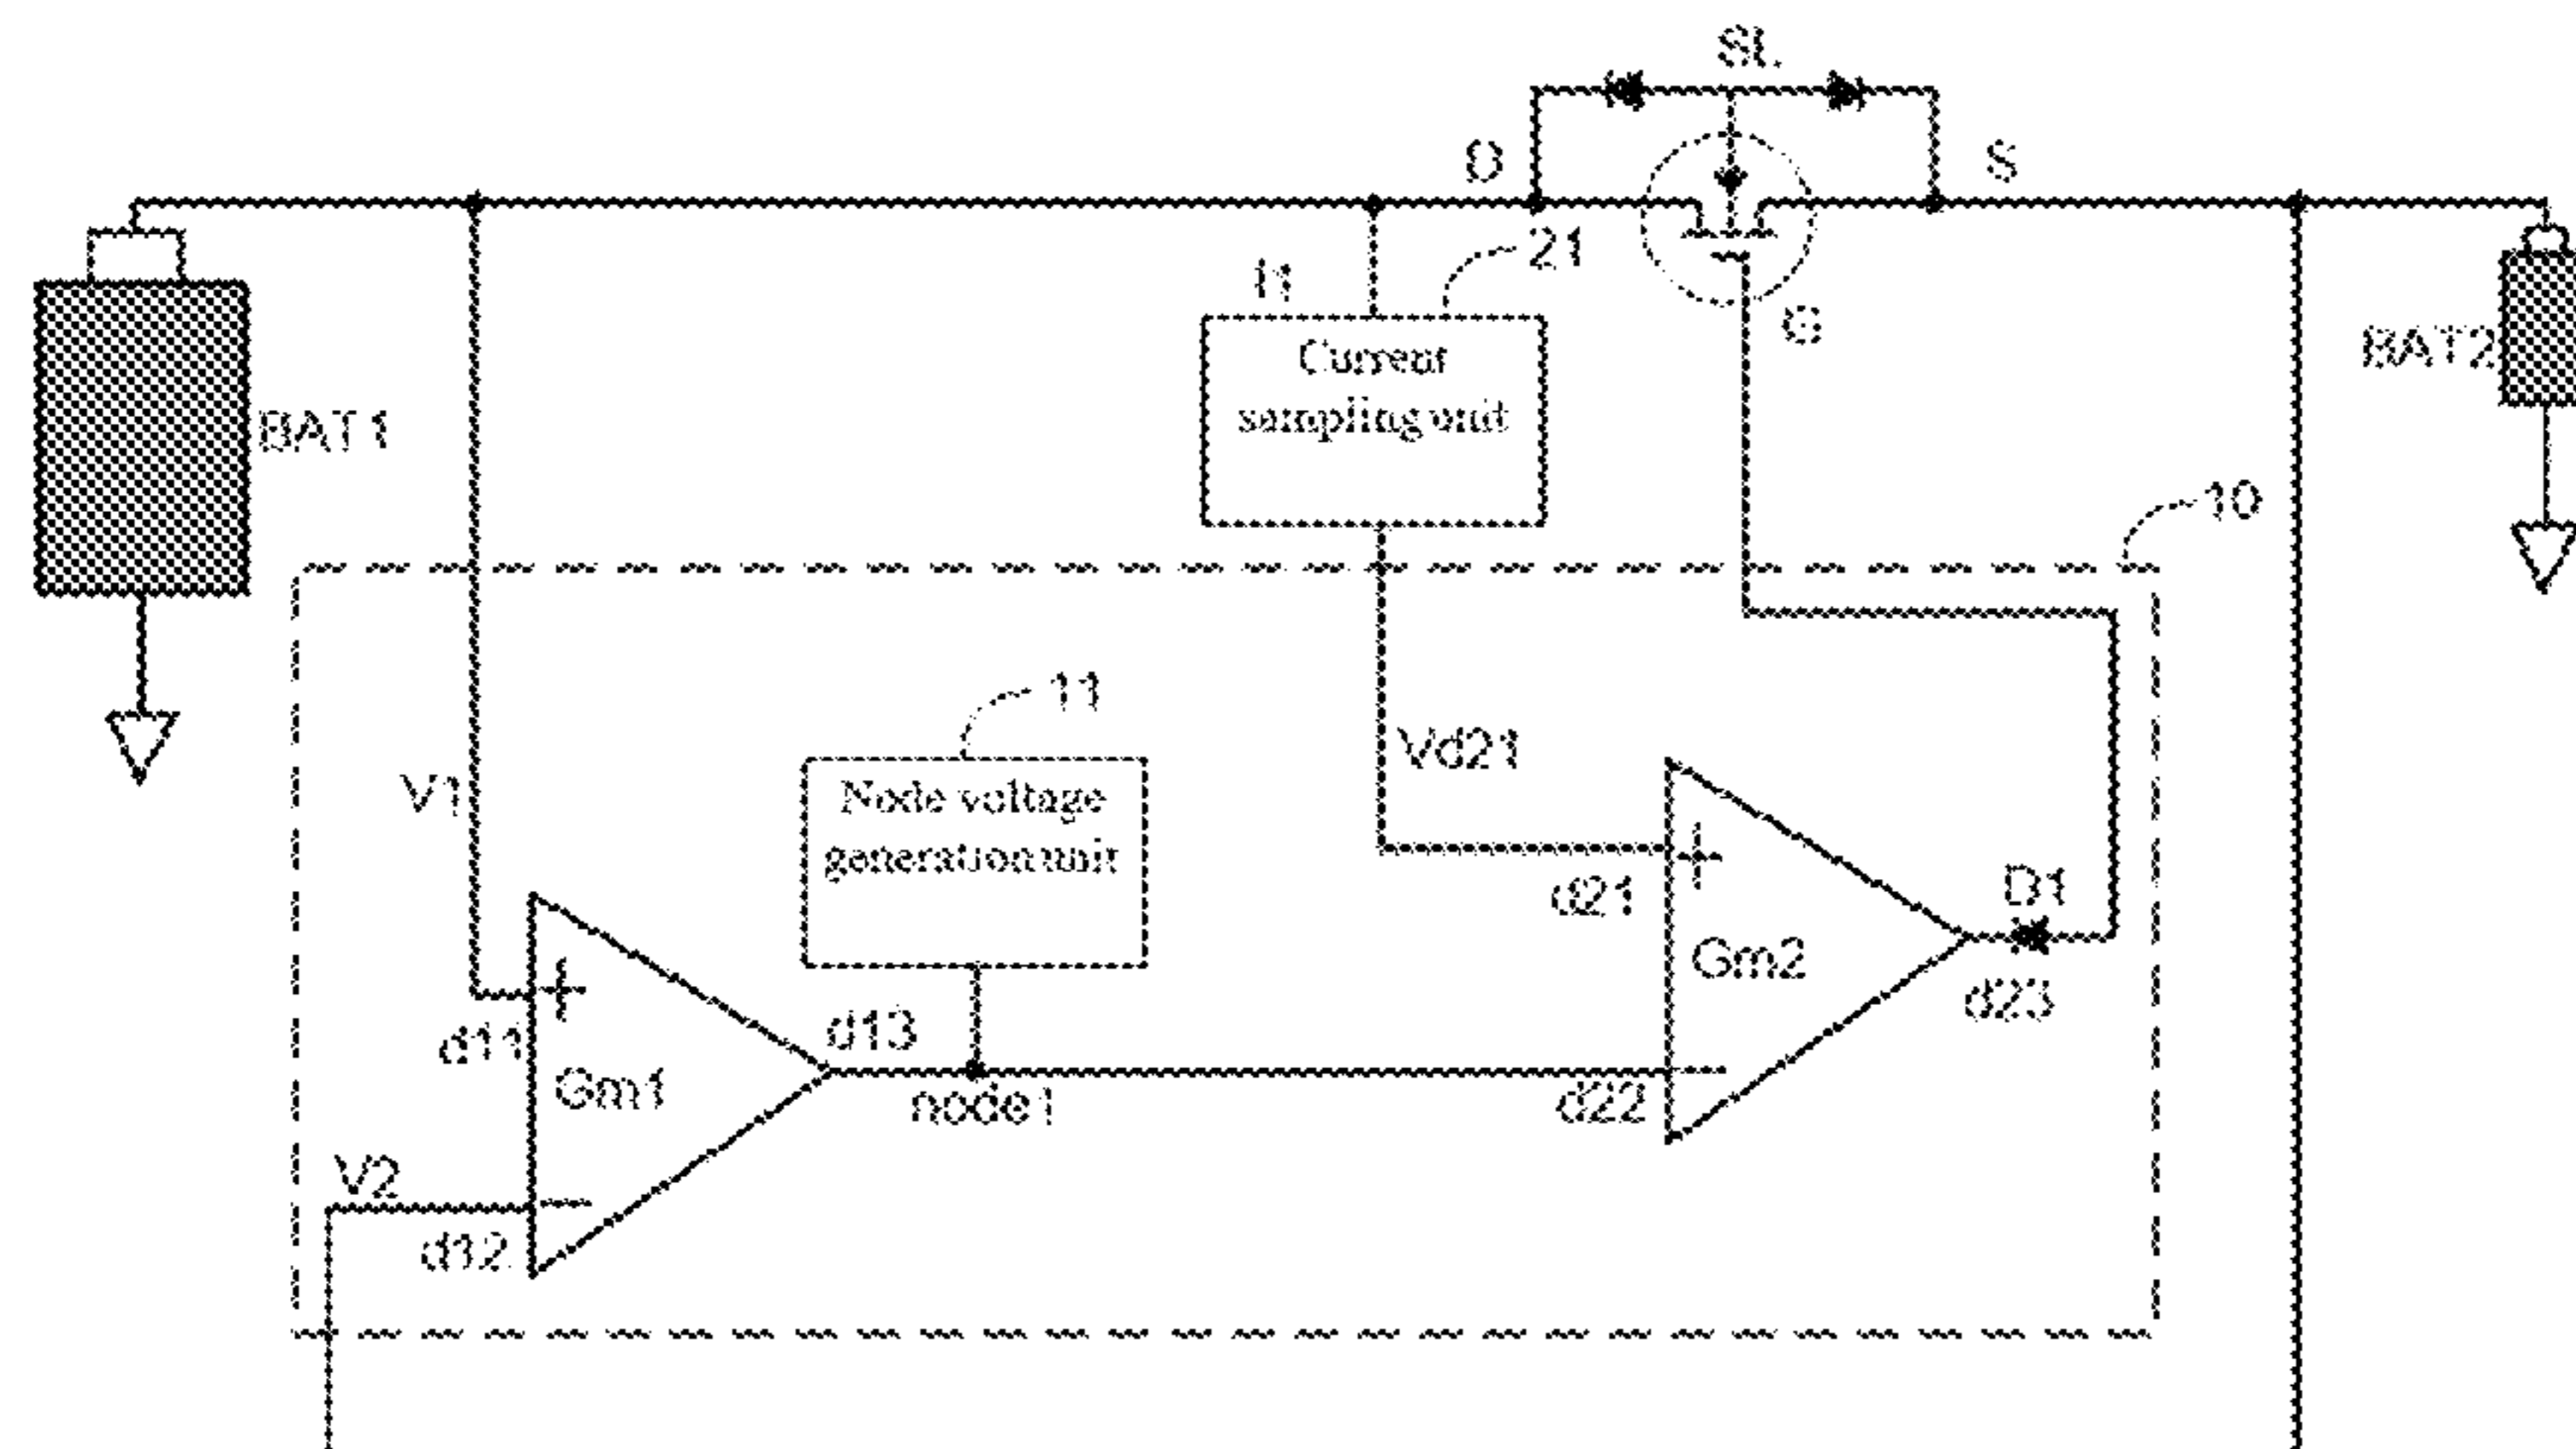 SL
D
S
I1
21
G
Current
sampling unit
BAT1
BAT2
10
11
V1
Node voltage
generation unit
Vd21
+
d21
D1
Gm2
d23
+
d11
d13
Gm1
node1
d22
−
V2
−
d12